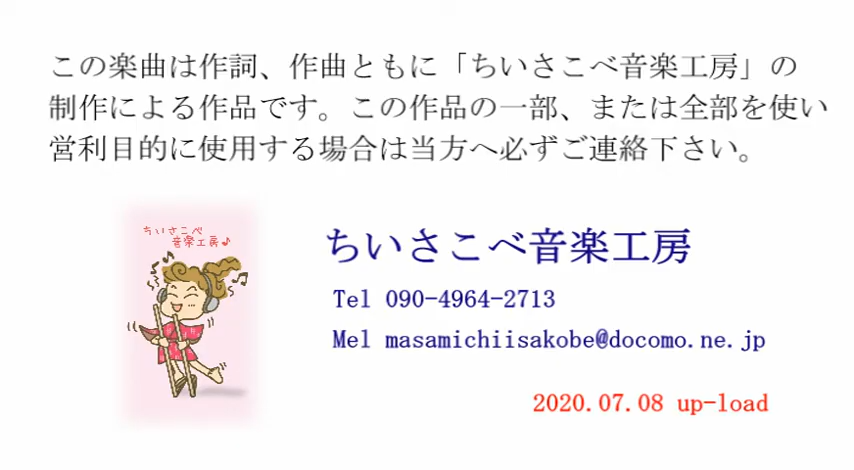 この楽曲は作詞、作曲ともに「ちいさこべ音楽工房」の
制作による作品です。この作品の一部、または全部を使い
営利目的に使用する場合は当方へ必ずご連絡下さい。
ちいさこべ
音楽工房♪
ちいさこべ音楽工房
Tel 090-4964-2713
Mel masamichiisakobe@docomo.ne.jp
2020.07.08 up-load